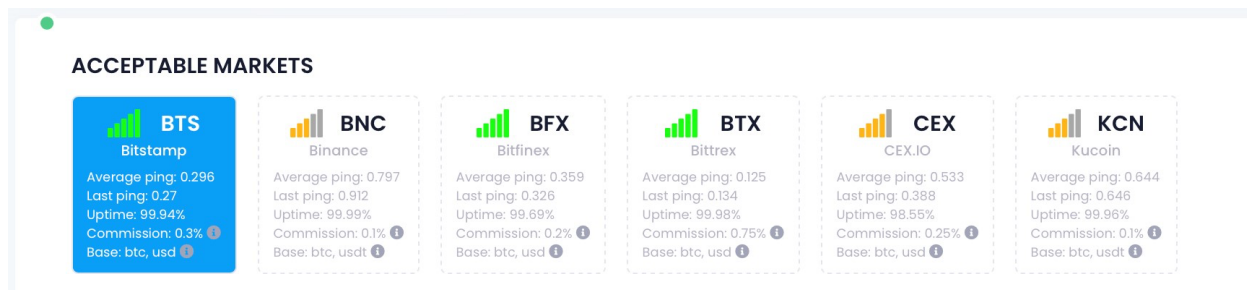 ACCEPTABLE MARKETS
BTS
Bitstamp
Average ping: 0.296
Last ping: 0.27
Uptime: 99.94%
Commission: 0.3%
Base: btc, usd
BNC
Binance
Average ping: 0.797
Last ping: 0.912
Uptime: 99.99%
Commission: 0.1%
Base: btc, usdt
BFX
Bitfinex
Average ping: 0.359
Last ping: 0.326
Uptime: 99.69%
Commission: 0.2%
Base: btc, usd
BTX
Bittrex
Average ping: 0.125
Last ping: 0.134
Uptime: 99.98%
Commission: 0.75%
Base: btc, usd
CEX
CEX.IO
Average ping: 0.533
Last ping: 0.388
Uptime: 98.55%
Commission: 0.25%
Base: btc, usd
KCN
Kucoin
Average ping: 0.644
Last ping: 0.646
Uptime: 99.96%
Commission: 0.1%
Base: btc, usdt